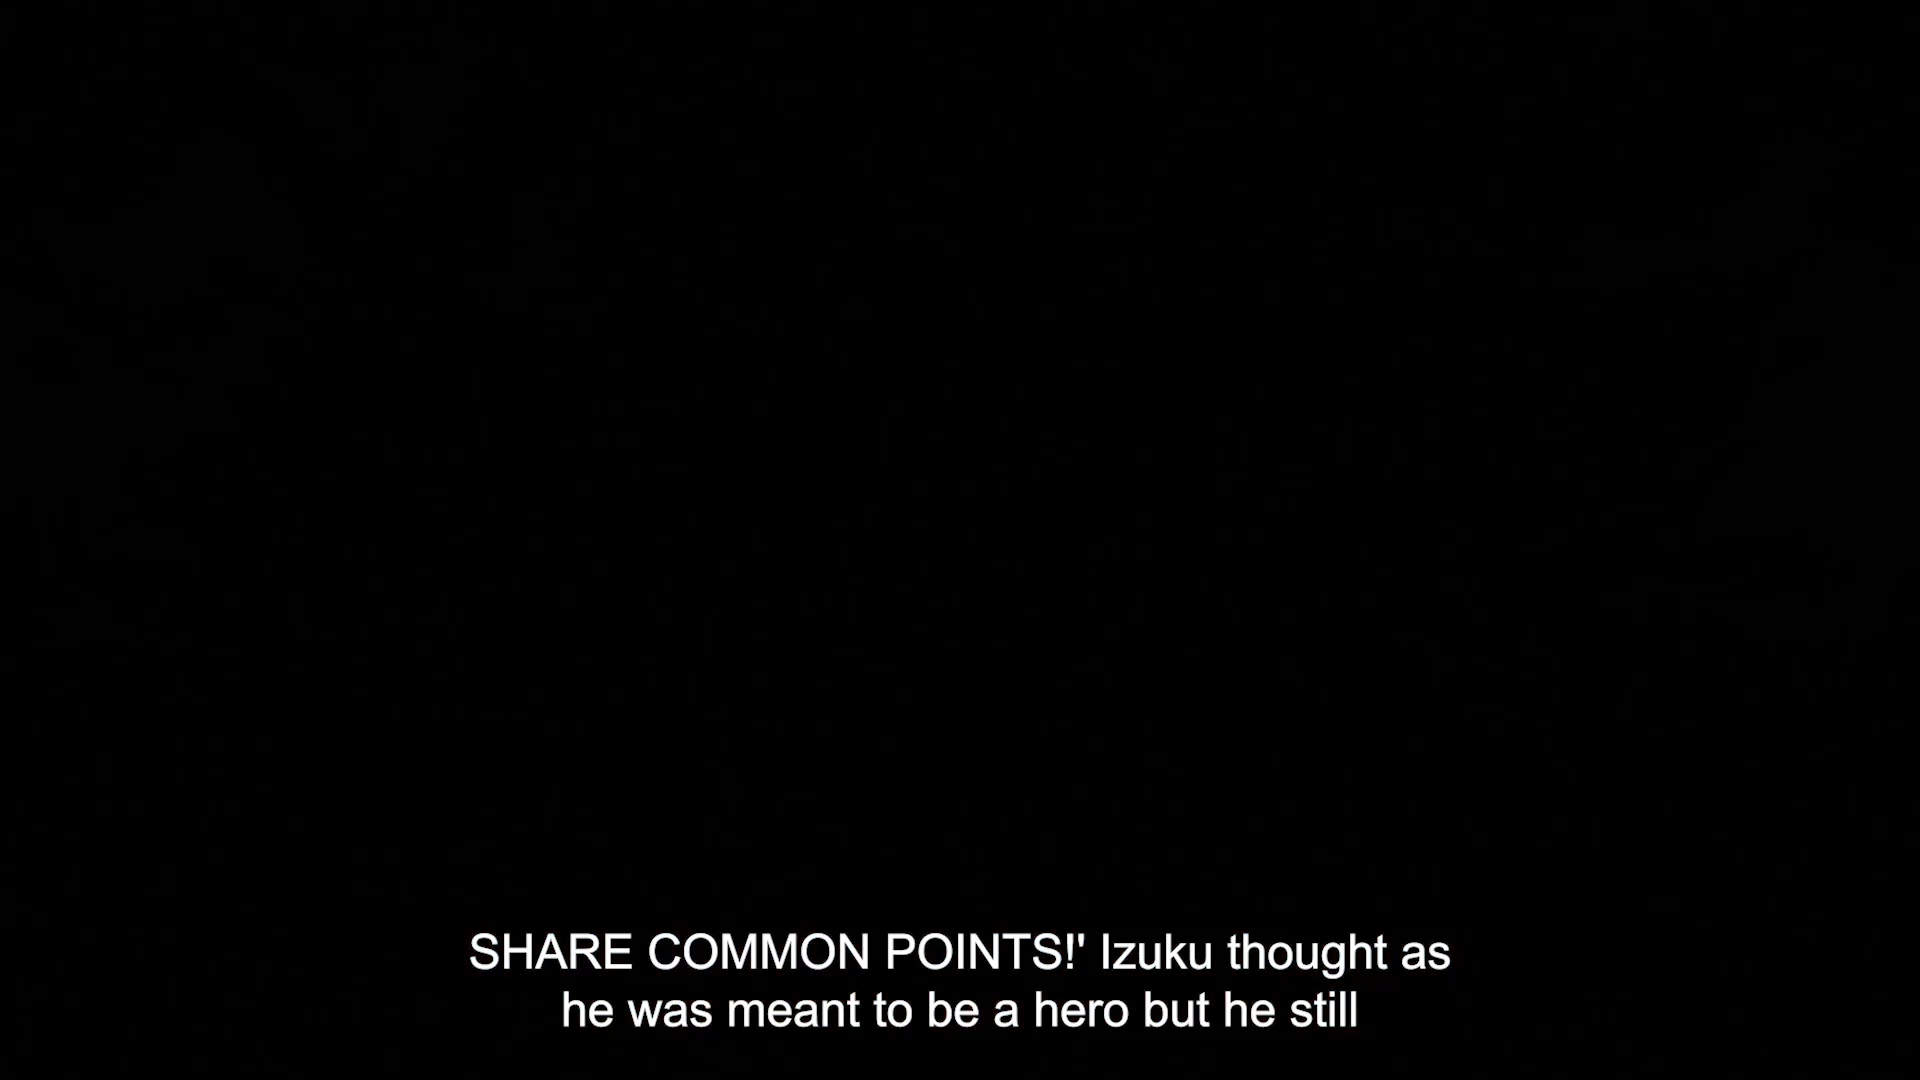 SHARE COMMON POINTS!' Izuku thought as
he was meant to be a hero but he still